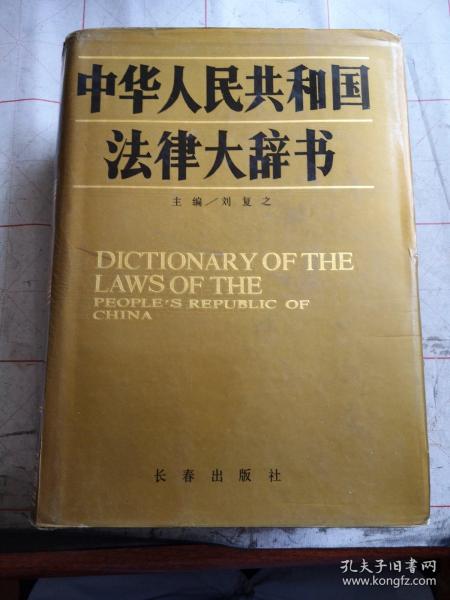 中华人民共和国
法律大辞书
主编／刘复之
DICTIONARY OF THE
LAWS OF THE
PEOPLE'S REPUBLIC OF
CHINA
长春出版社
孔夫子旧书网
www.kongfz.com